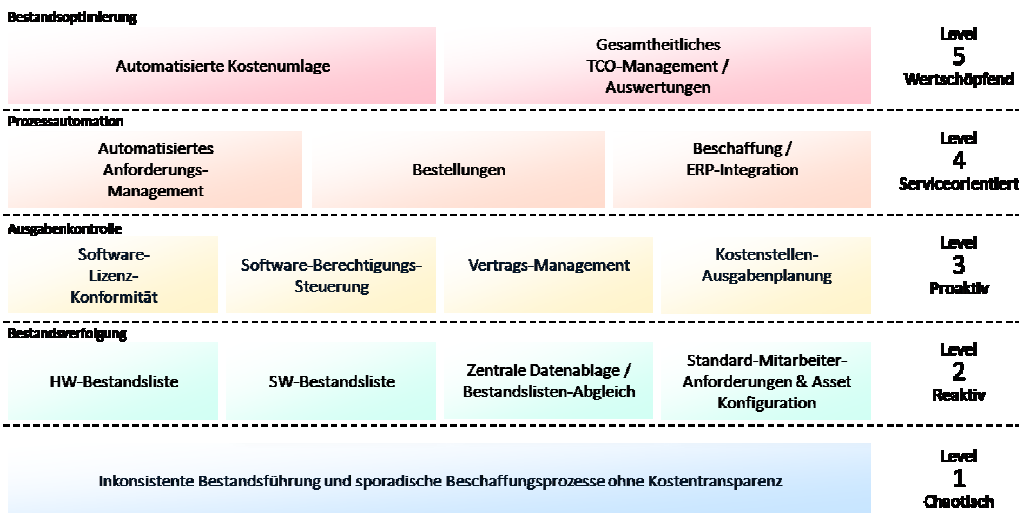 Bestandsoptimierung
Automatisierte Kostenumlage
Gesamtheitliches
TCO-Management /
Auswertungen
Level
5
Wertschöpfend
Prozessautomation
Automatisiertes
Anforderungs-
Management
Bestellungen
Beschaffung /
ERP-Integration
Level
4
Serviceorientiert
Ausgabenkontrolle
Software-
Lizenz-
Konformität
Software-Berechtigungs-
Steuerung
Vertrags-Management
Kostenstellen-
Ausgabenplanung
Level
3
Proaktiv
Bestandsverfolgung
HW-Bestandsliste
SW-Bestandsliste
Zentrale Datenablage /
Bestandslisten-Abgleich
Standard-Mitarbeiter-
Anforderungen & Asset
Konfiguration
Level
2
Reaktiv
Inkonsistente Bestandsführung und sporadische Beschaffungsprozesse ohne Kostentransparenz
Level
1
Chaotisch